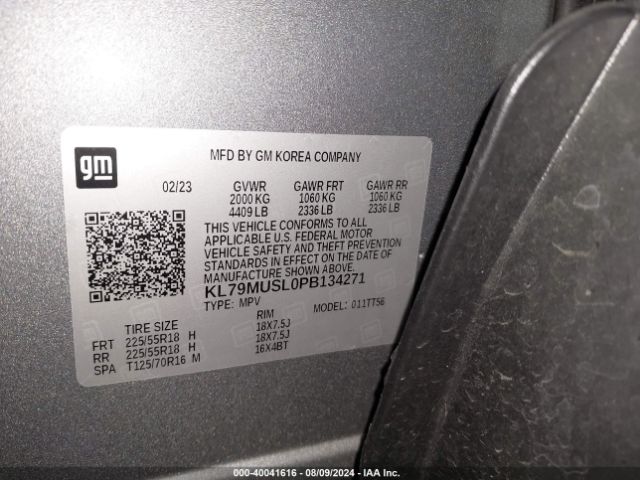 gm
MFD BY GM KOREA COMPANY
02/23 GVWR GAWR FRT GAWR RR
2000 KG 1060 KG 1060 KG
4409 LB 2336 LB 2336 LB
THIS VEHICLE CONFORMS TO ALL
APPLICABLE U.S. FEDERAL MOTOR
VEHICLE SAFETY AND THEFT PREVENTION
STANDARDS IN EFFECT ON THE DATE OF
MANUFACTURE SHOWN ABOVE.
KL79MUSL0PB134271
TYPE: MPV MODEL: 011TT56
TIRE SIZE RIM
FRT 225/55R18 H 18X7.5J
RR 225/55R18 H 18X7.5J
SPA T125/70R16 M 16X4BT
000-40041616 - 08/09/2024 - IAA Inc.